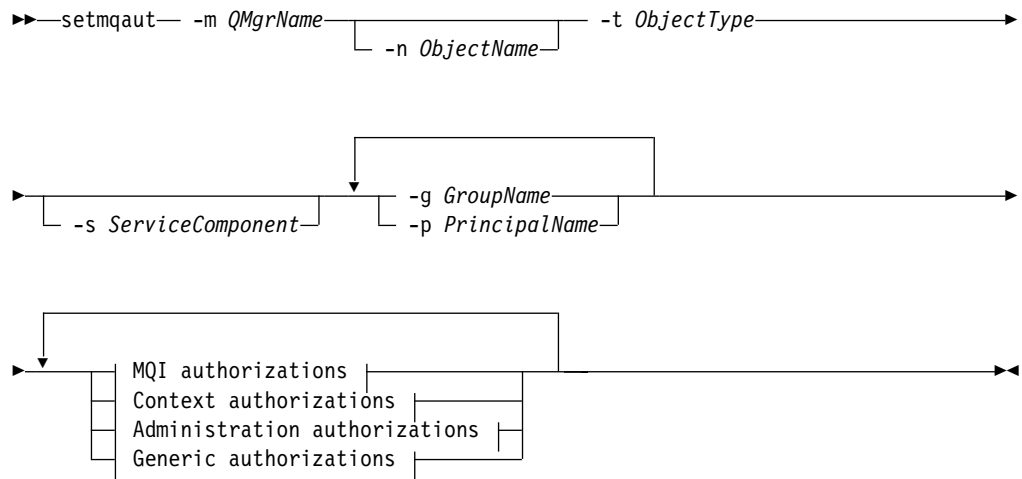 setmqaut -m QMgrName -t ObjectType
-n ObjectName
-g GroupName
-s ServiceComponent -p PrincipalName
MQI authorizations
Context authorizations
Administration authorizations
Generic authorizations